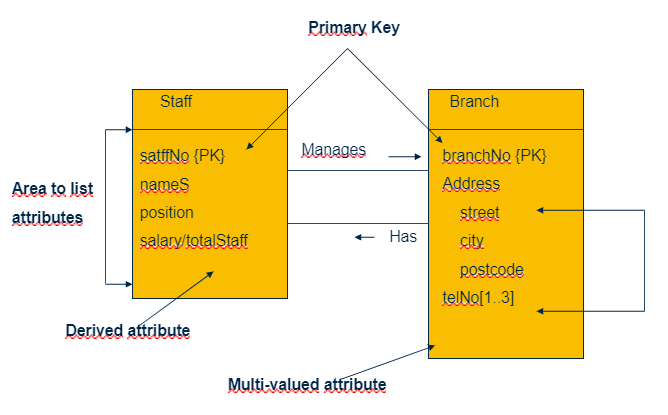 Primary Key
Staff
Branch
Manages
satffNo {PK}
branchNo {PK}
nameS
Address
Area to list
attributes
position
street
salary/totalStaff
Has
city
postcode
telNo[1..3]
Derived attribute
Multi-valued attribute